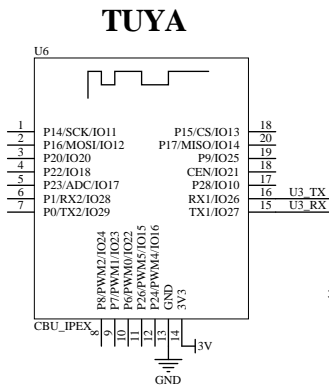 TUYA
U6
1 P14/SCK/IO11 P15/CS/IO13 18
2 P16/MOSI/IO12 P17/MISO/IO14 20
3 P20/IO20 P9/IO25 19
4 P22/IO18 CEN/IO21 18
5 P23/ADC/IO17 P28/IO10 17
6 P1/RX2/IO28 RX1/IO26 16 U3_TX
7 P0/TX2/IO29 TX1/IO27 15 U3_RX
P8/PWM2/IO24
P7/PWM1/IO23
P6/PWM0/IO22
P26/PWM5/IO15
P24/PWM4/IO16
GND
3V3
CBU_IPEX
8 9 10 11 12 13 14
3V
GND